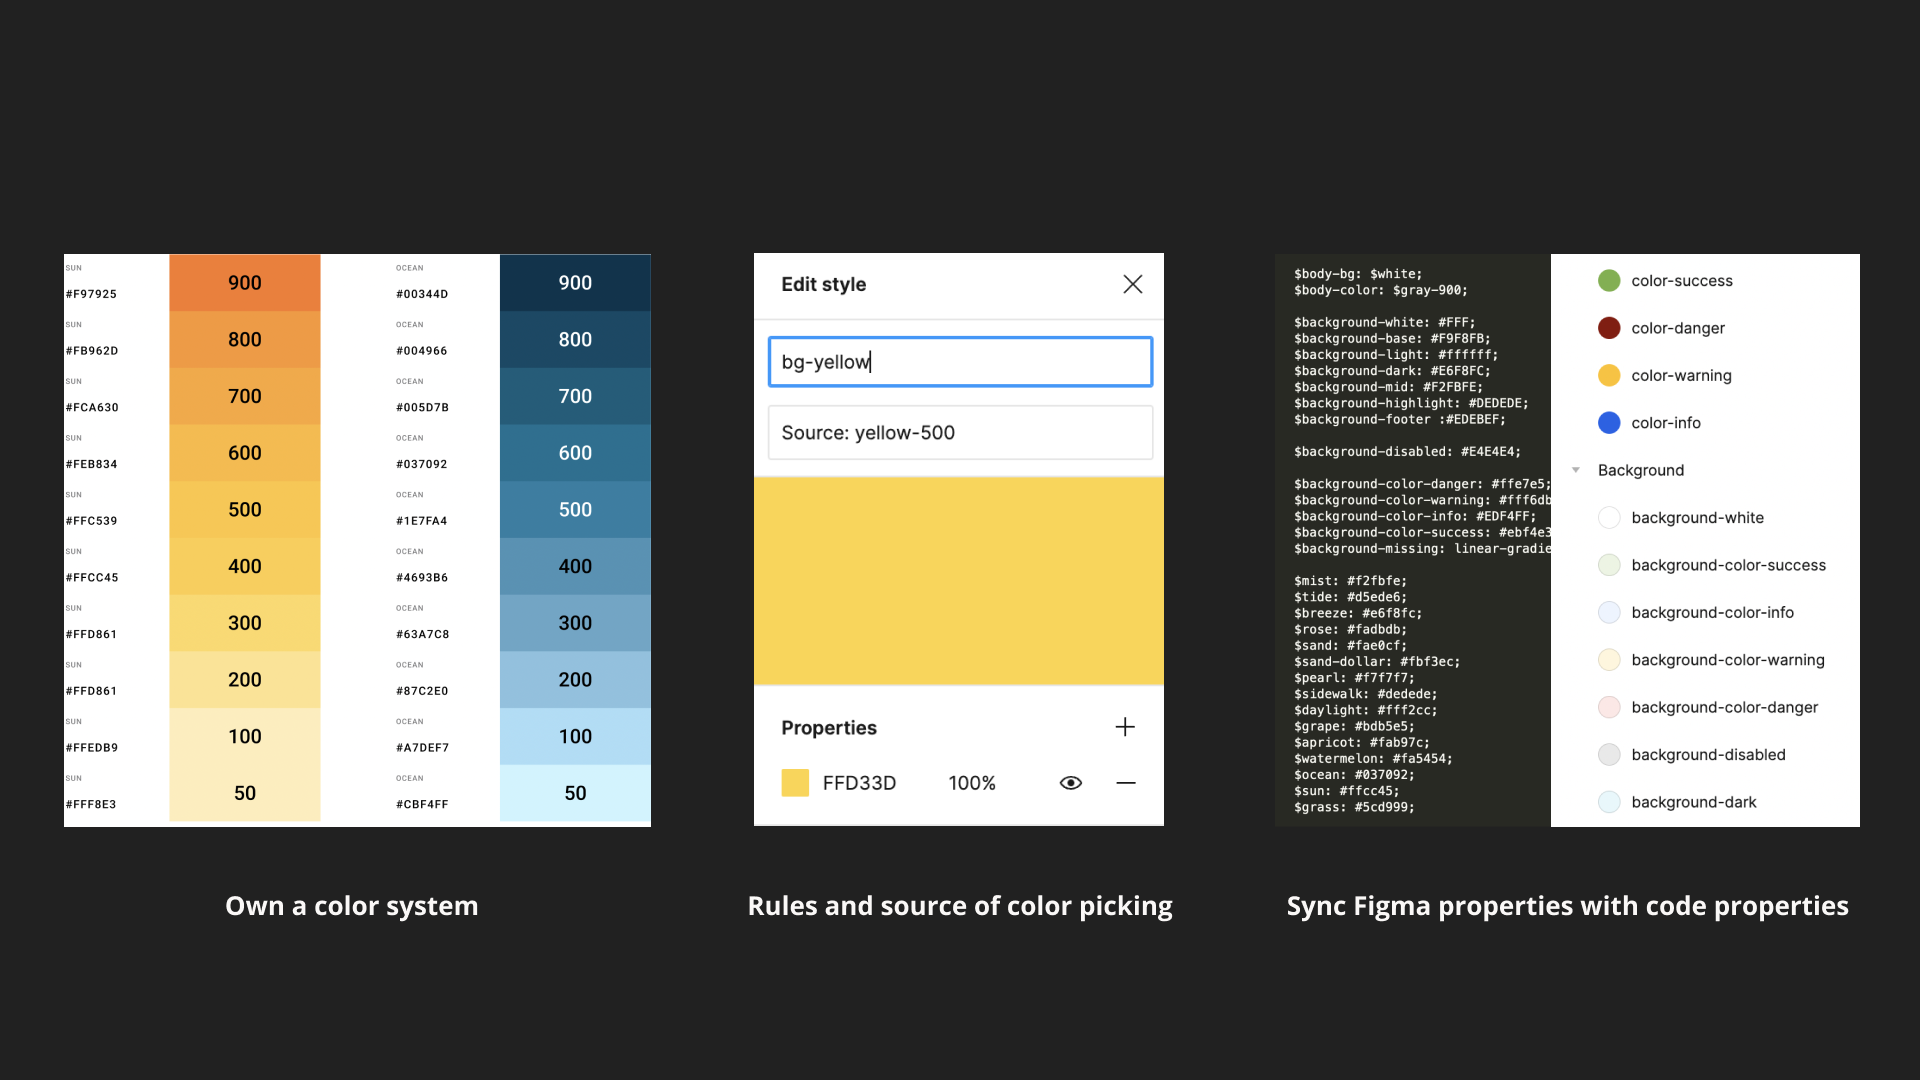 SUN
#F97925
900
SUN
#FB962D
800
SUN
#FCA630
700
SUN
#FEB834
600
SUN
#FFC539
500
SUN
#FFCC45
400
SUN
#FFD861
300
SUN
#FFD861
200
SUN
#FFEDB9
100
SUN
#FFF8E3
50
OCEAN
#00344D
900
OCEAN
#004966
800
OCEAN
#005D7B
700
OCEAN
#037092
600
OCEAN
#1E7FA4
500
OCEAN
#4693B6
400
OCEAN
#63A7C8
300
OCEAN
#87C2E0
200
OCEAN
#A7DEF7
100
OCEAN
#CBF4FF
50
Own a color system
Edit style
bg-yellow
Source: yellow-500
Properties
FFD33D 100%
Rules and source of color picking
$body-bg: $white;
$body-color: $gray-900;
$background-white: #FFF;
$background-base: #F9F8FB;
$background-light: #ffffff;
$background-dark: #E6F8FC;
$background-mid: #F2FBFE;
$background-highlight: #DEDEDE;
$background-footer :#EDEBEF;
$background-disabled: #E4E4E4;
$background-color-danger: #ffe7e5;
$background-color-warning: #fff6db
$background-color-info: #EDF4FF;
$background-color-success: #ebf4e3
$background-missing: linear-gradie
$mist: #f2fbfe;
$tide: #d5ede6;
$breeze: #e6f8fc;
$rose: #fadbdb;
$sand: #fae0cf;
$sand-dollar: #fbf3ec;
$pearl: #f7f7f7;
$sidewalk: #dedede;
$daylight: #fff2cc;
$grape: #bdb5e5;
$apricot: #fab97c;
$watermelon: #fa5454;
$ocean: #037092;
$sun: #ffcc45;
$grass: #5cd999;
color-success
color-danger
color-warning
color-info
Background
background-white
background-color-success
background-color-info
background-color-warning
background-color-danger
background-disabled
background-dark
Sync Figma properties with code properties